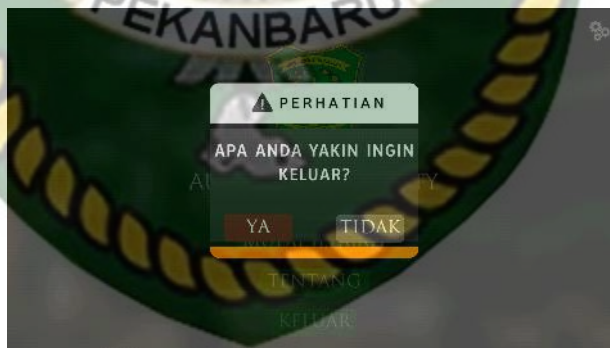 PEKANBARU
PERHATIAN
APA ANDA YAKIN INGIN
KELUAR?
YA
TIDAK
TENTANG
KELUAR